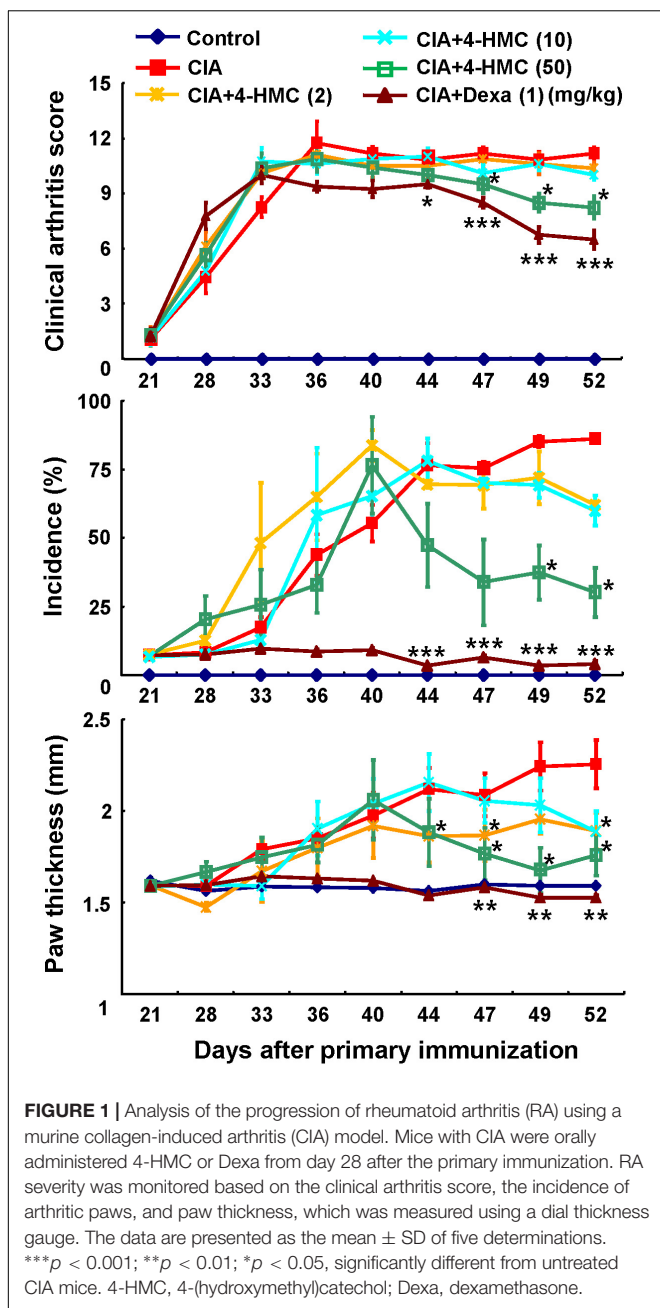 Control
CIA+4-HMC (10)
CIA
CIA+4-HMC (50)
CIA+4-HMC (2)
CIA+Dexa (1) (mg/kg)
Clinical arthritis score
15
12
9
6
3
0
* * *
* *** *** ***
21 28 33 36 40 44 47 49 52
Incidence (%)
100
75
50
25
0
* *
*** *** *** ***
21 28 33 36 40 44 47 49 52
Paw thickness (mm)
2.5
2
1.5
1
* * * * * *
** ** **
21 28 33 36 40 44 47 49 52
Days after primary immunization
FIGURE 1 | Analysis of the progression of rheumatoid arthritis (RA) using a
murine collagen-induced arthritis (CIA) model. Mice with CIA were orally
administered 4-HMC or Dexa from day 28 after the primary immunization. RA
severity was monitored based on the clinical arthritis score, the incidence of
arthritic paws, and paw thickness, which was measured using a dial thickness
gauge. The data are presented as the mean ± SD of five determinations.
***p < 0.001; **p < 0.01; *p < 0.05, significantly different from untreated
CIA mice. 4-HMC, 4-(hydroxymethyl)catechol; Dexa, dexamethasone.